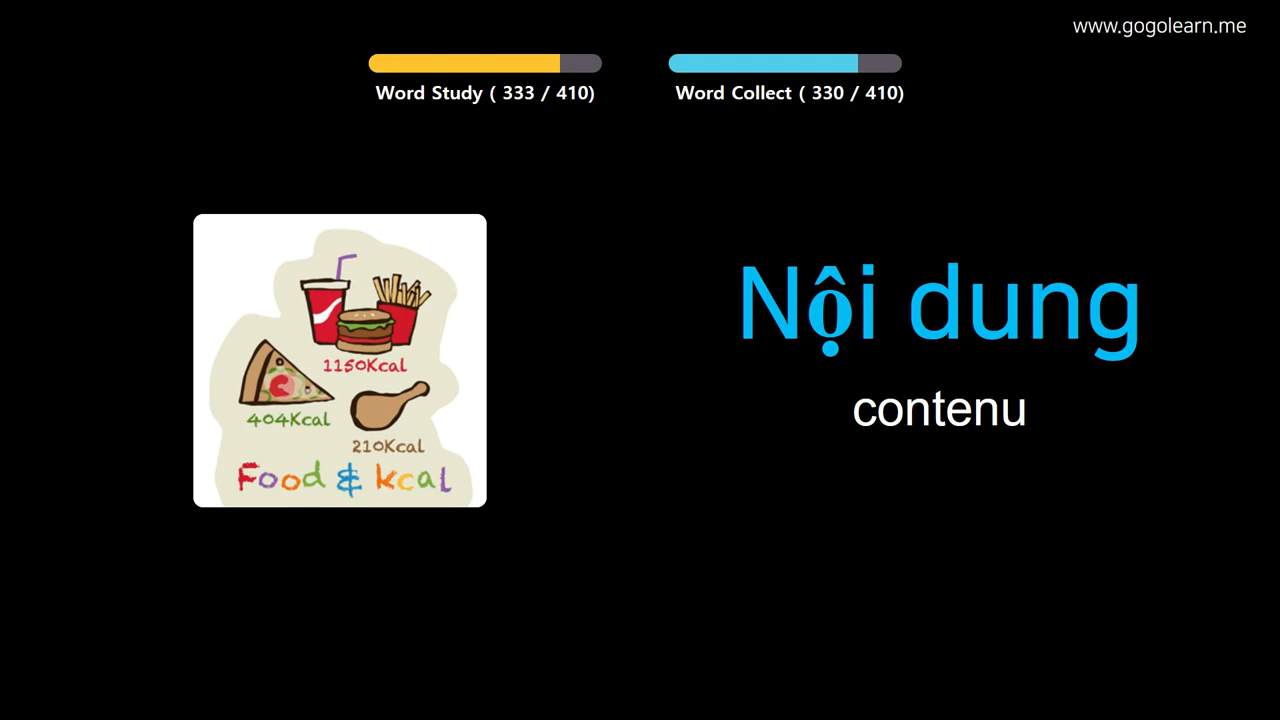 www.gogolearn.me
Word Study ( 333 / 410)
Word Collect ( 330 / 410)
1150Kcal
404Kcal
210Kcal
Food & kcal
Nội dung
contenu